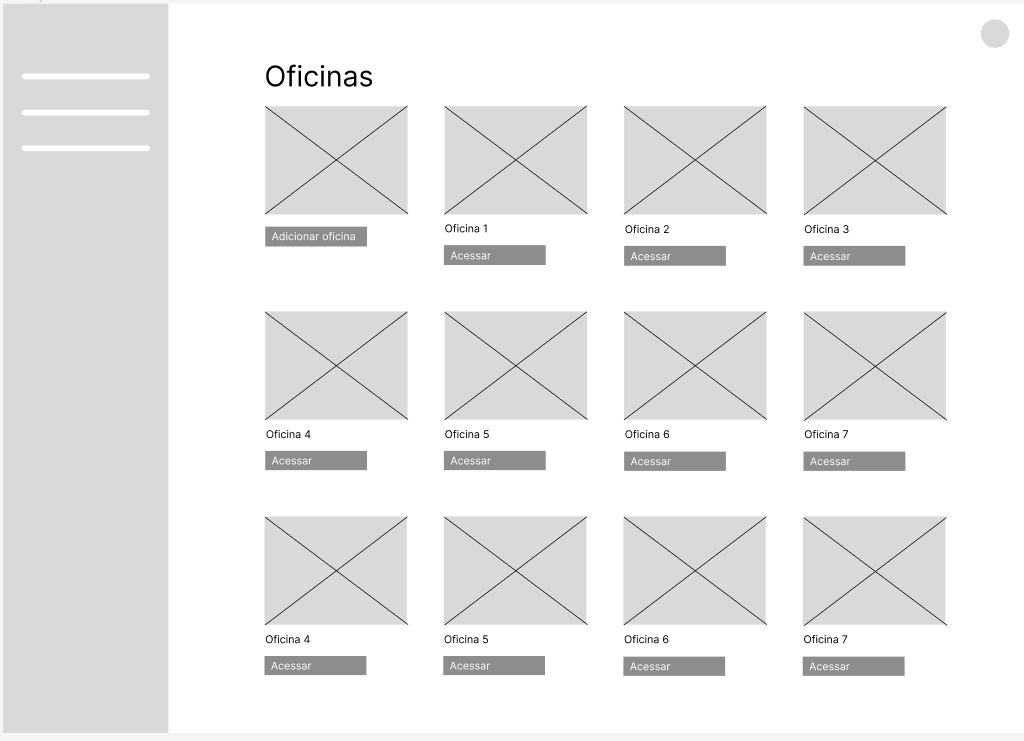 Oficinas
Adicionar oficina
Oficina 1
Acessar
Oficina 2
Acessar
Oficina 3
Acessar
Oficina 4
Acessar
Oficina 5
Acessar
Oficina 6
Acessar
Oficina 7
Acessar
Oficina 4
Acessar
Oficina 5
Acessar
Oficina 6
Acessar
Oficina 7
Acessar